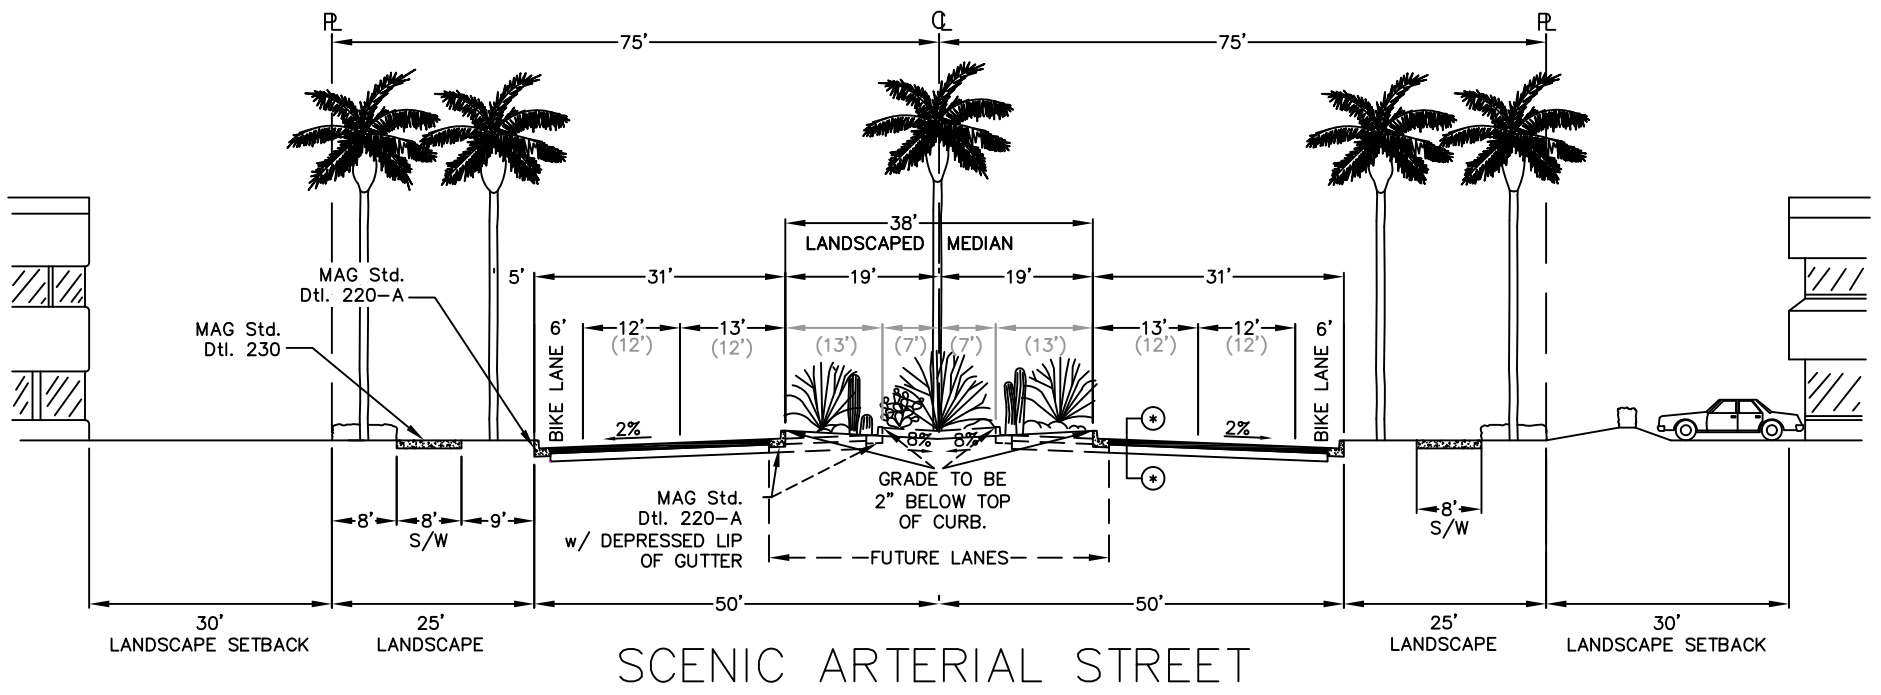 PL
CL
PL
75'
75'
38'
LANDSCAPED MEDIAN
MAG Std.
Dtl. 220-A
5'
31'
19'
19'
31'
MAG Std.
Dtl. 230
BIKE LANE 6'
12'
13'
13'
12'
BIKE LANE 6'
(12')
(12')
(13')
(7')
(7')
(13')
(12')
(12')
2%
8%
8%
2%
*
*
GRADE TO BE
2" BELOW TOP
OF CURB.
MAG Std.
Dtl. 220-A
w/ DEPRESSED LIP
OF GUTTER
8'
8'
9'
S/W
8'
S/W
FUTURE LANES
50'
50'
30'
LANDSCAPE SETBACK
25'
LANDSCAPE
25'
LANDSCAPE
30'
LANDSCAPE SETBACK
SCENIC ARTERIAL STREET